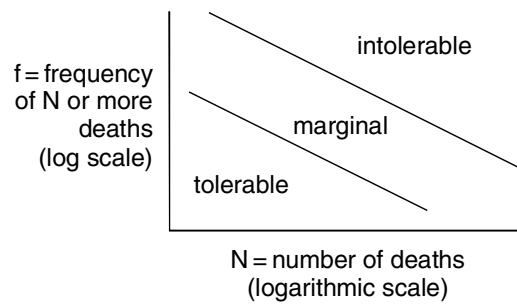 f = frequency
of N or more
deaths
(log scale)
intolerable
marginal
tolerable
N = number of deaths
(logarithmic scale)